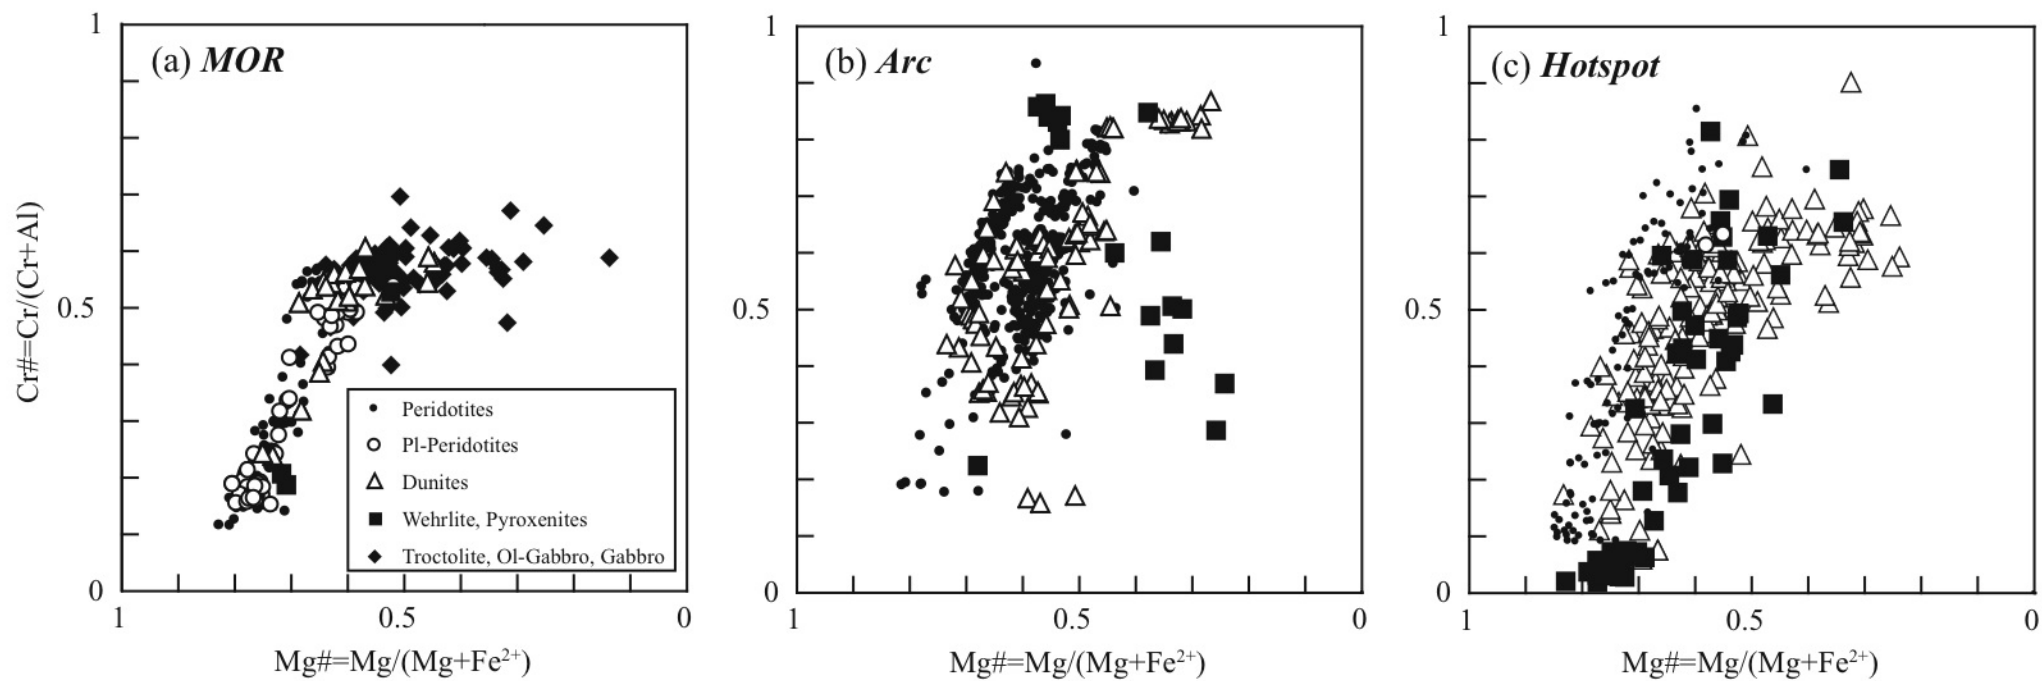 (a) MOR
1
0.5
0
Cr#=Cr/(Cr+Al)
Peridotites
Pl-Peridotites
Dunites
Wehrlite, Pyroxenites
Troctolite, Ol-Gabbro, Gabbro
1
0.5
0
Mg#=Mg/(Mg+Fe²⁺)
(b) Arc
1
0.5
0
1
0.5
0
Mg#=Mg/(Mg+Fe²⁺)
(c) Hotspot
1
0.5
0
1
0.5
0
Mg#=Mg/(Mg+Fe²⁺)